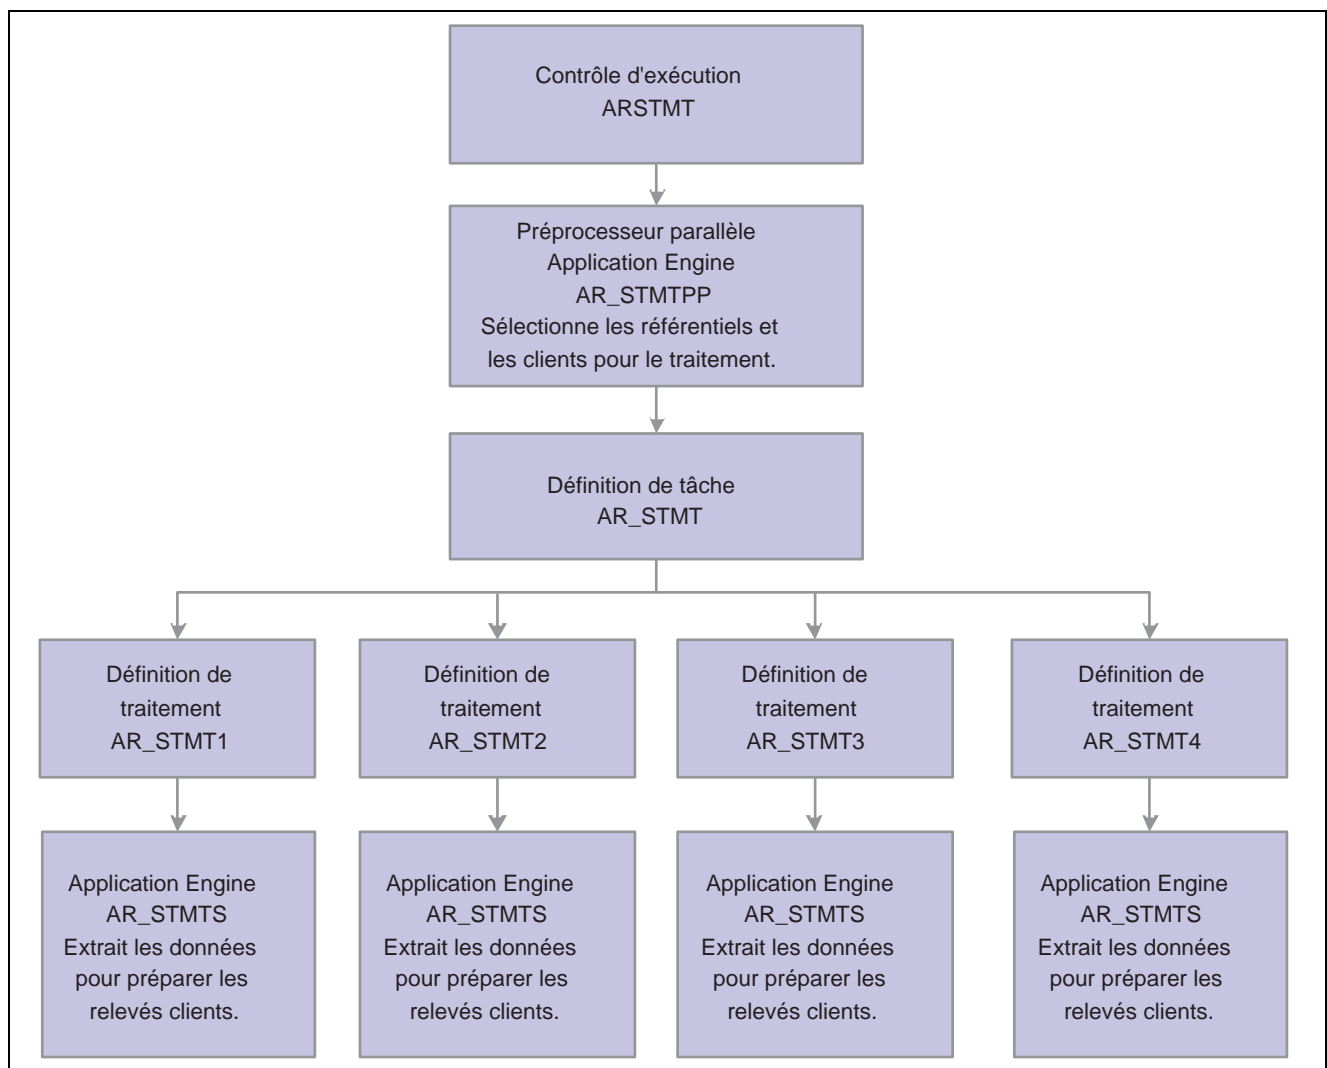 Contrôle d'exécution
ARSTMT
Préprocesseur parallèle
Application Engine
AR_STMTPP
Sélectionne les référentiels et
les clients pour le traitement.
Définition de tâche
AR_STMT
Définition de
traitement
AR_STMT1
Définition de
traitement
AR_STMT2
Définition de
traitement
AR_STMT3
Définition de
traitement
AR_STMT4
Application Engine
AR_STMTS
Extrait les données
pour préparer les
relevés clients.
Application Engine
AR_STMTS
Extrait les données
pour préparer les
relevés clients.
Application Engine
AR_STMTS
Extrait les données
pour préparer les
relevés clients.
Application Engine
AR_STMTS
Extrait les données
pour préparer les
relevés clients.